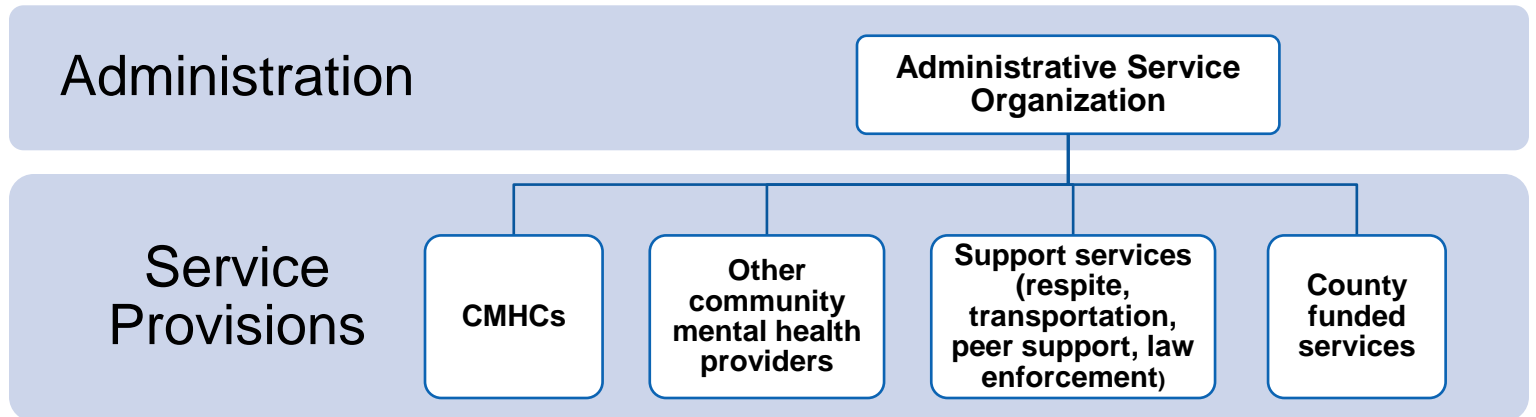 Administration
Administrative Service
Organization
Service
Provisions
CMHCs
Other
community
mental health
providers
Support services
(respite,
transportation,
peer support, law
enforcement)
County
funded
services